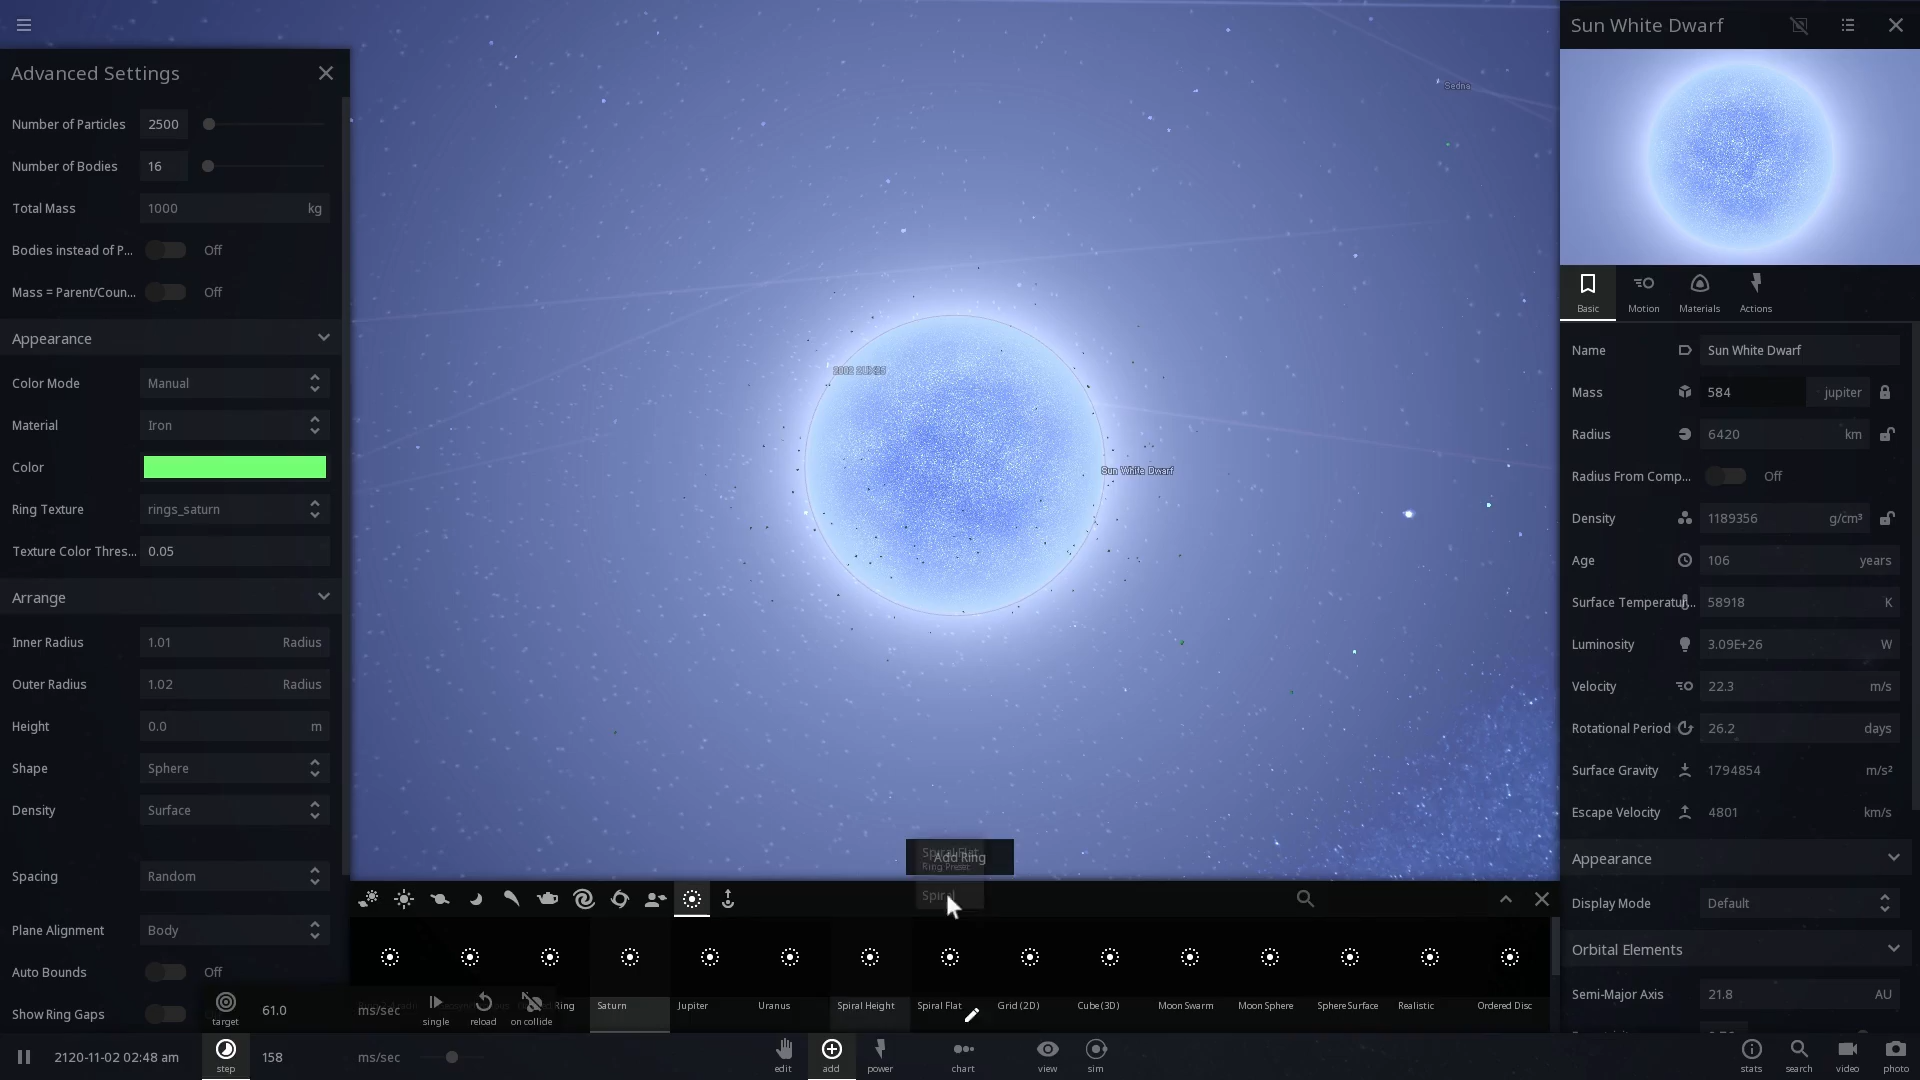 Advanced Settings
Number of Particles 2500
Number of Bodies 16
Total Mass 1000 kg
Bodies instead of P... Off
Mass = Parent/Coun... Off
Appearance
Color Mode Manual
Material Iron
Color
Ring Texture rings_saturn
Texture Color Thres... 0.05
Arrange
Inner Radius 1.01 Radius
Outer Radius 1.02 Radius
Height 0.0 m
Shape Sphere
Density Surface
Spacing Random
Plane Alignment Body
Auto Bounds Off
Show Ring Gaps
target 61.0 ms/sec single reload on collide
Sedna
Sun White Dwarf
Spiral Flat
Add Ring
Ring Preset
Spiral
Ring
Saturn
Jupiter
Uranus
Spiral Height
Spiral Flat
Grid (2D)
Cube (3D)
Moon Swarm
Moon Sphere
Sphere Surface
Realistic
Ordered Disc
2120-11-02 02:48 am
step
158 ms/sec
edit
add
power
chart
view
sim
stats
search
video
photo
Sun White Dwarf
Basic
Motion
Materials
Actions
Name Sun White Dwarf
Mass 584 jupiter
Radius 6420 km
Radius From Comp... Off
Density 1189356 g/cm³
Age 106 years
Surface Temperatur... 58918 K
Luminosity 3.09E+26 W
Velocity 22.3 m/s
Rotational Period 26.2 days
Surface Gravity 1794854 m/s²
Escape Velocity 4801 km/s
Appearance
Display Mode Default
Orbital Elements
Semi-Major Axis 21.8 AU